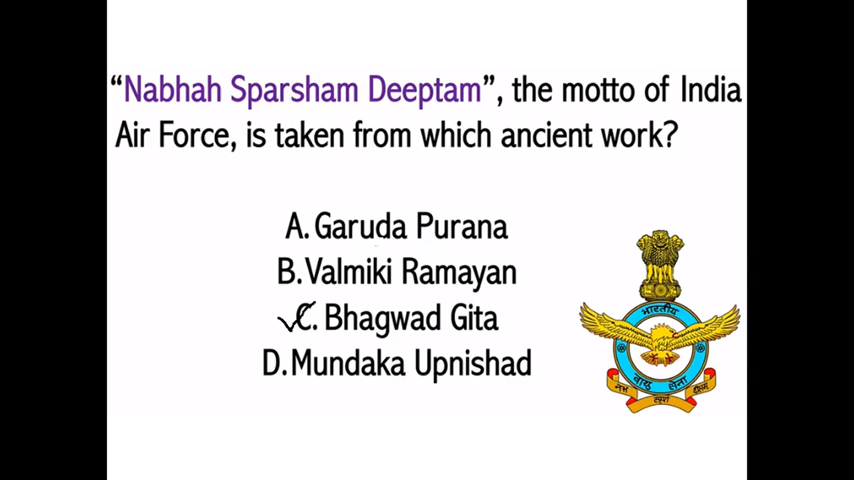 “Nabhah Sparsham Deeptam”, the motto of India
Air Force, is taken from which ancient work?
A. Garuda Purana
B. Valmiki Ramayan
C. Bhagwad Gita
D. Mundaka Upnishad
भारतीय
वायु सेना
नभः स्पृशं दीप्तम्